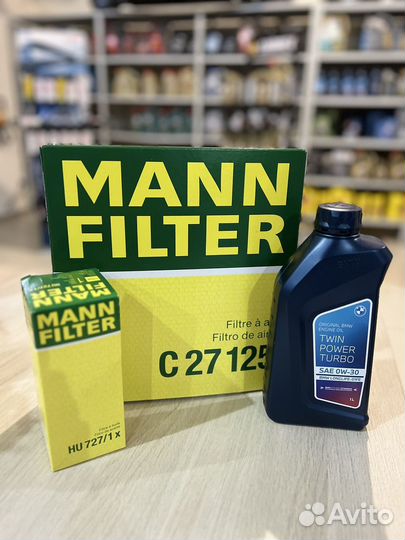 MANN
FILTER
Filtre à a
Filtro de air
C 27 125
MANN
FILTER
HU 727/1 x
ORIGINAL BMW
ENGINE OIL
TWIN
POWER
TURBO
SAE 0W-30
1L
Avito